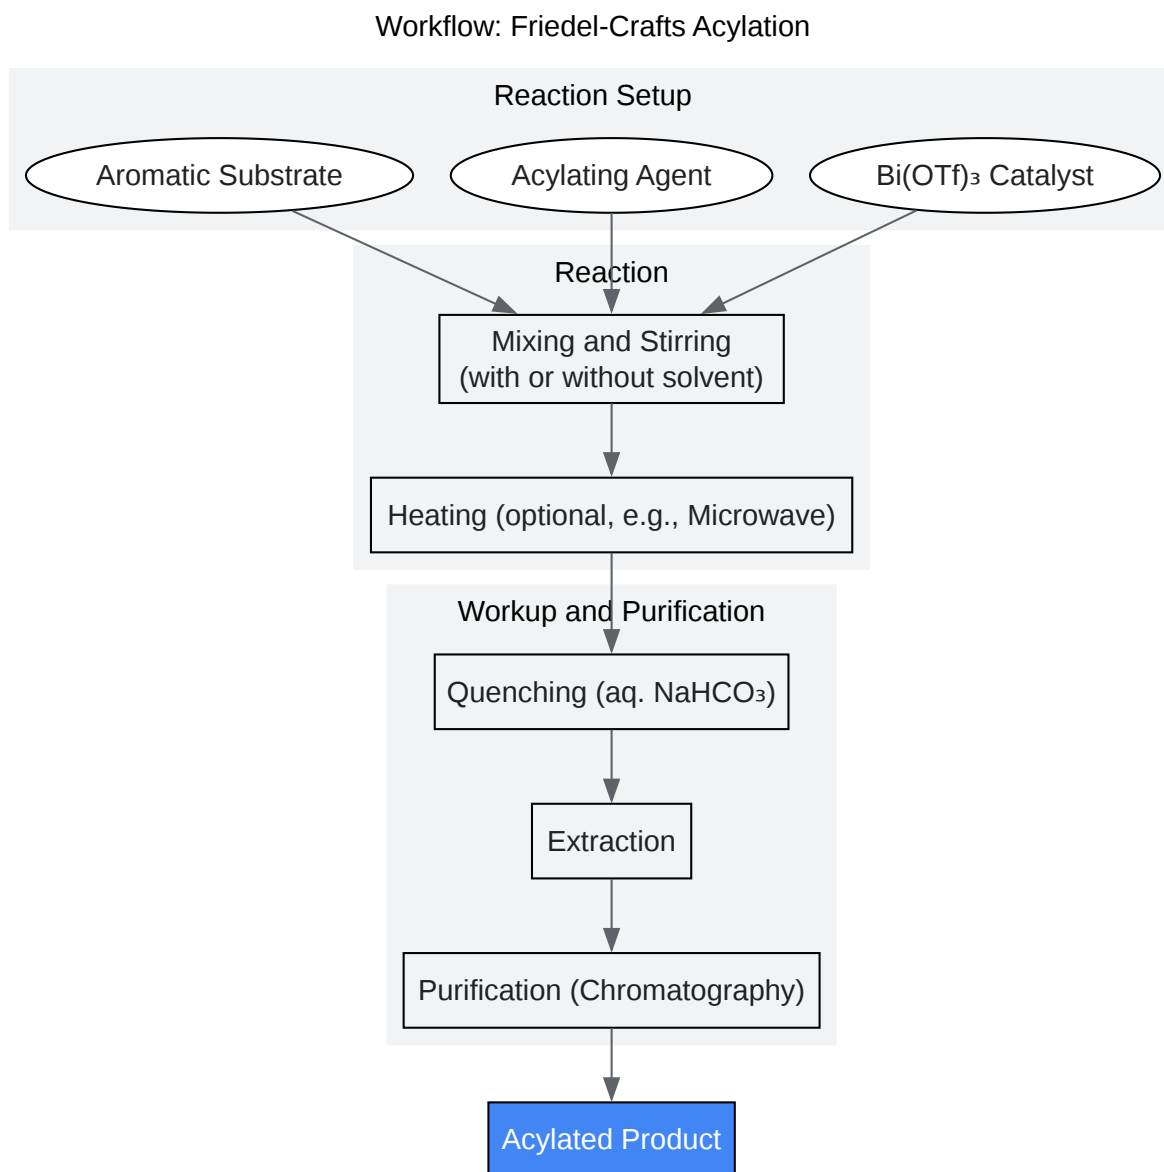 Workflow: Friedel-Crafts Acylation
Reaction Setup
Aromatic Substrate
Acylating Agent
Bi(OTf)₃ Catalyst
Reaction
Mixing and Stirring
(with or without solvent)
Heating (optional, e.g., Microwave)
Workup and Purification
Quenching (aq. NaHCO₃)
Extraction
Purification (Chromatography)
Acylated Product